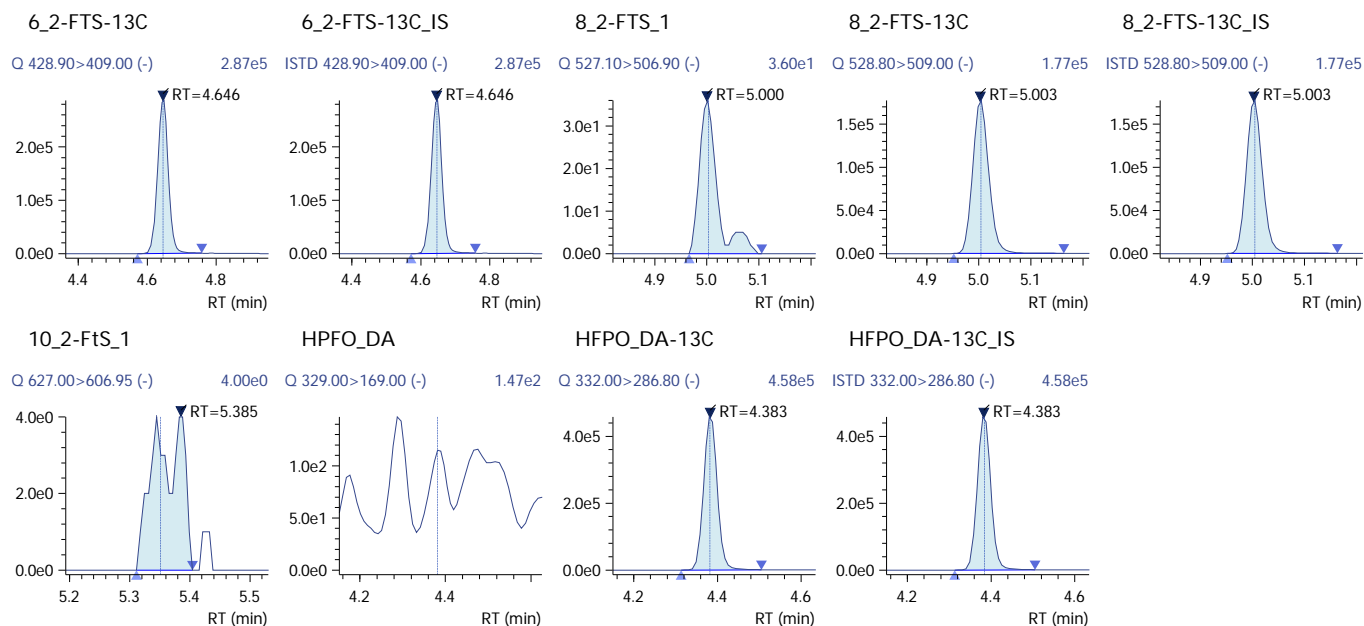 6_2-FTS-13C
Q 428.90>409.00 (-) 2.87e5
RT=4.646
2.0e5
1.0e5
0.0e0
4.4 4.6 4.8
RT (min)
6_2-FTS-13C_IS
ISTD 428.90>409.00 (-) 2.87e5
RT=4.646
2.0e5
1.0e5
0.0e0
4.4 4.6 4.8
RT (min)
8_2-FTS_1
Q 527.10>506.90 (-) 3.60e1
RT=5.000
3.0e1
2.0e1
1.0e1
0.0e0
4.9 5.0 5.1
RT (min)
8_2-FTS-13C
Q 528.80>509.00 (-) 1.77e5
RT=5.003
1.5e5
1.0e5
5.0e4
0.0e0
4.9 5.0 5.1
RT (min)
8_2-FTS-13C_IS
ISTD 528.80>509.00 (-) 1.77e5
RT=5.003
1.5e5
1.0e5
5.0e4
0.0e0
4.9 5.0 5.1
RT (min)
10_2-FtS_1
Q 627.00>606.95 (-) 4.00e0
RT=5.385
4.0e0
2.0e0
0.0e0
5.2 5.3 5.4 5.5
RT (min)
HPFO_DA
Q 329.00>169.00 (-) 1.47e2
1.0e2
5.0e1
0.0e0
4.2 4.4
RT (min)
HFPO_DA-13C
Q 332.00>286.80 (-) 4.58e5
RT=4.383
4.0e5
2.0e5
0.0e0
4.2 4.4 4.6
RT (min)
HFPO_DA-13C_IS
ISTD 332.00>286.80 (-) 4.58e5
RT=4.383
4.0e5
2.0e5
0.0e0
4.2 4.4 4.6
RT (min)